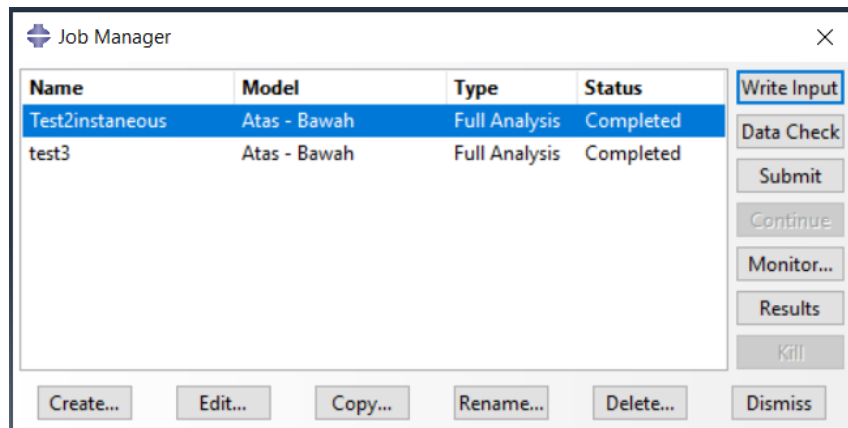 Job Manager
Name Model Type Status
Test2instaneous Atas - Bawah Full Analysis Completed
test3 Atas - Bawah Full Analysis Completed
Write Input
Data Check
Submit
Continue
Monitor...
Results
Kill
Create... Edit... Copy... Rename... Delete... Dismiss